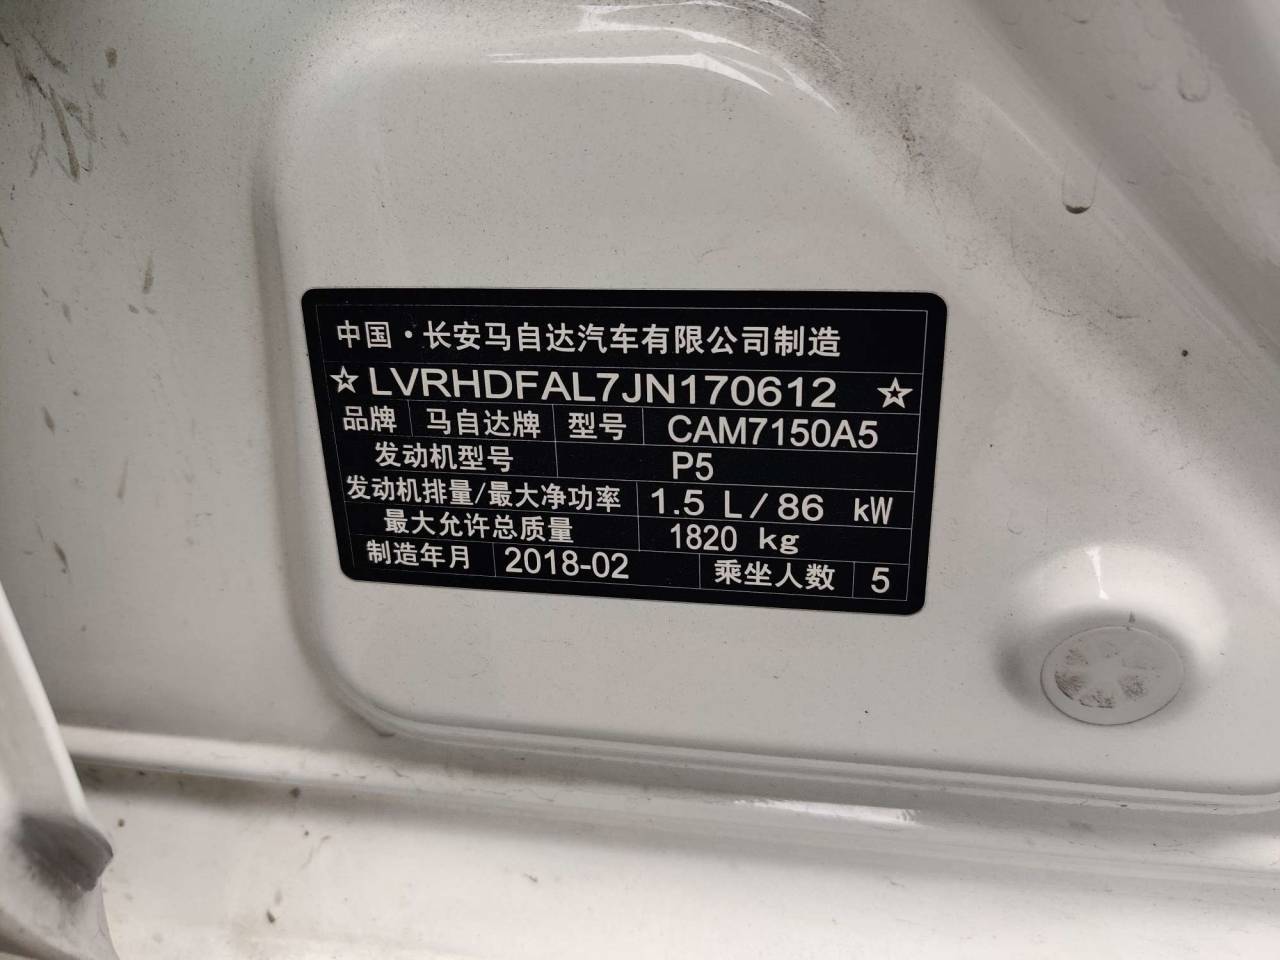 中国·长安马自达汽车有限公司制造
☆LVRHDFAL7JN170612 ☆
品牌 马自达牌 型号 CAM7150A5
发动机型号 P5
发动机排量/最大净功率 1.5 L/86 kW
最大允许总质量 1820 kg
制造年月 2018-02 乘坐人数 5